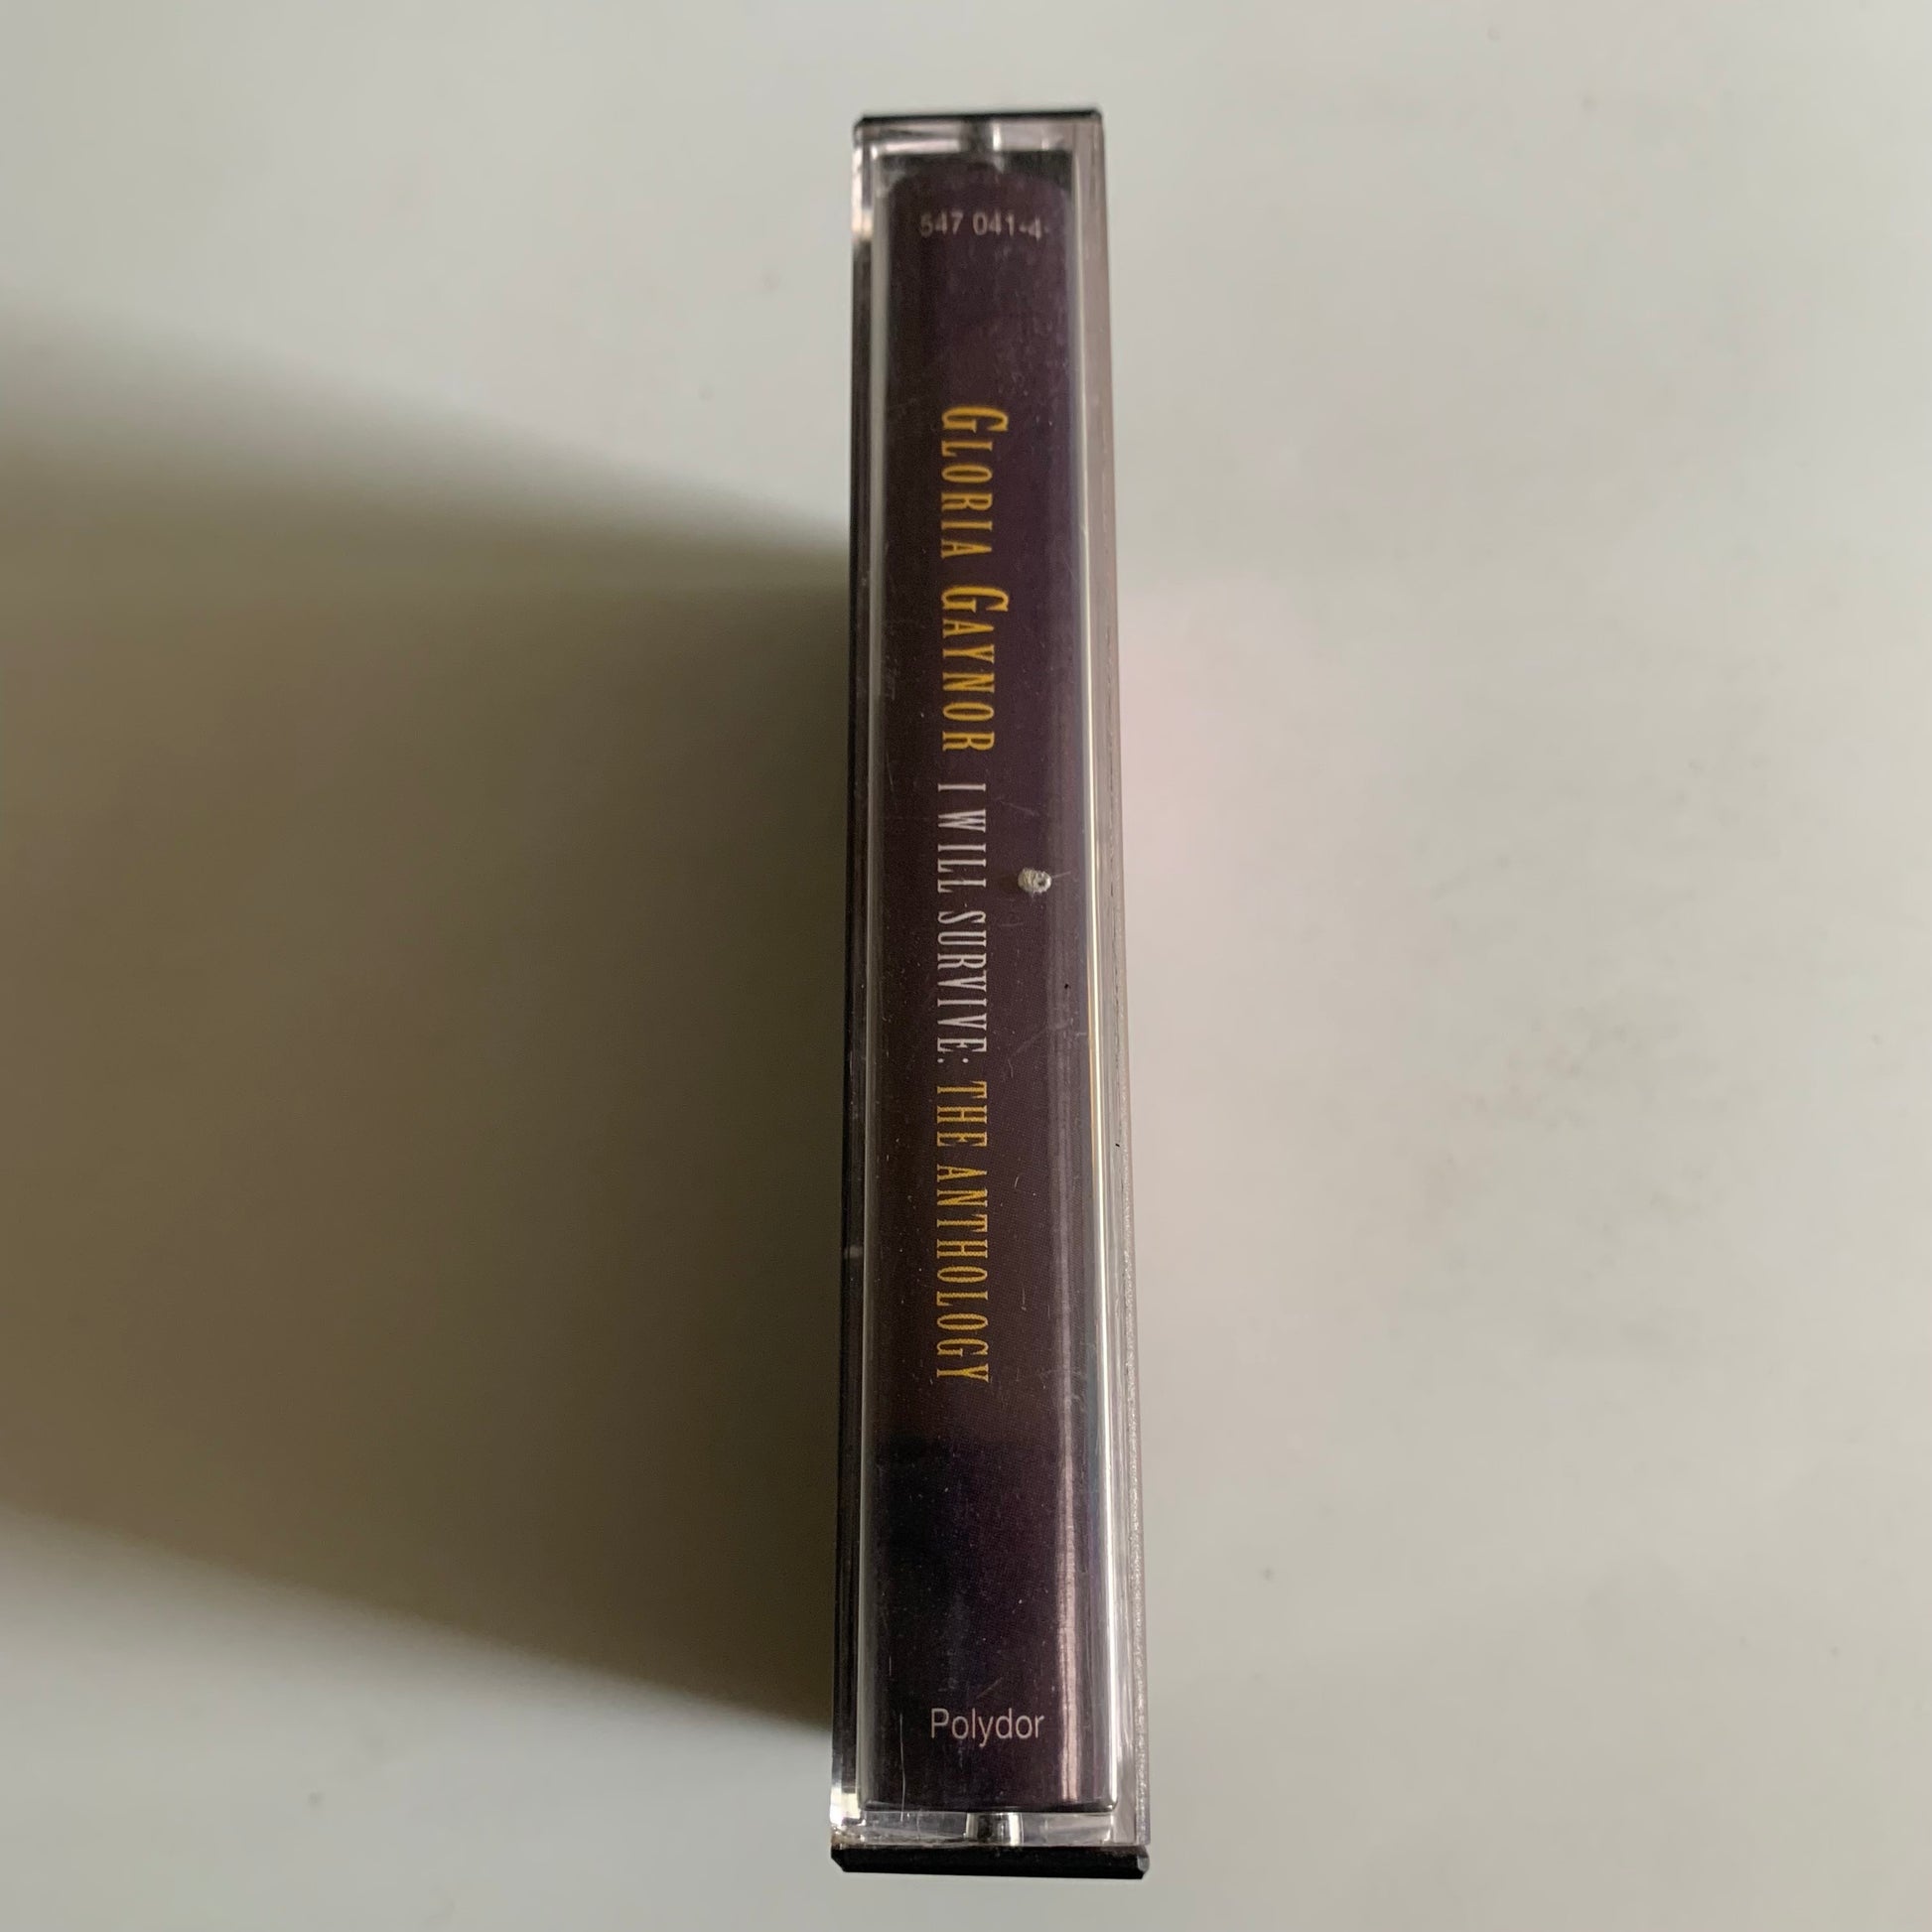 547 041-4
GLORIA GAYNOR I WILL SURVIVE: THE ANTHOLOGY
Polydor